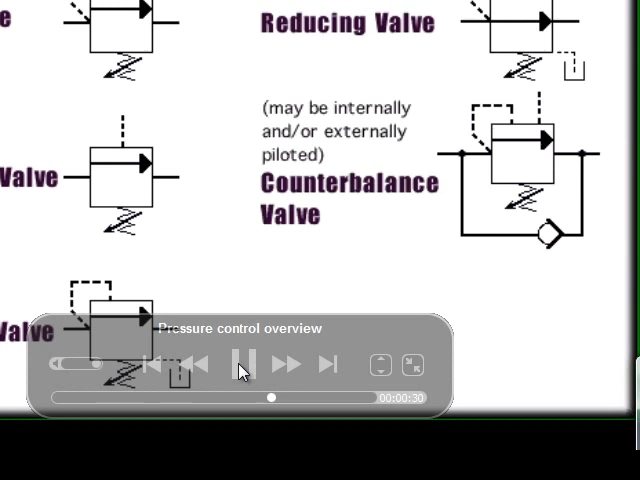 e
Reducing Valve
(may be internally
and/or externally
piloted)
Counterbalance
Valve
Valve
Valve
Pressure control overview
00:00:30